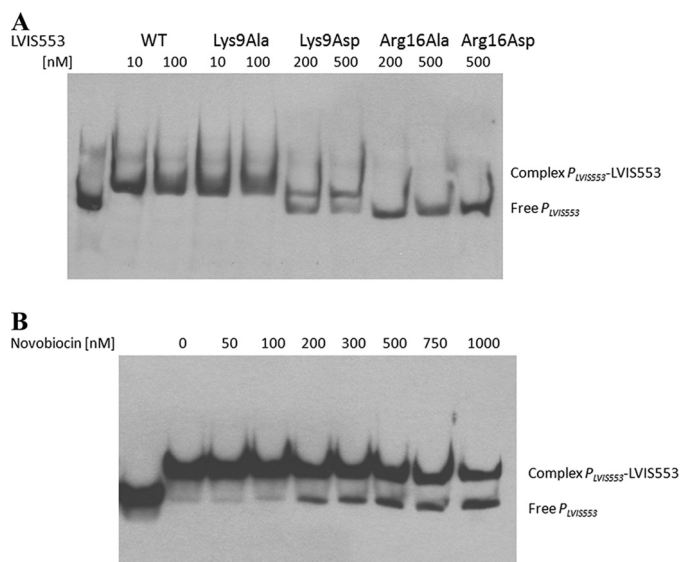 A
LVIS553 WT Lys9Ala Lys9Asp Arg16Ala Arg16Asp
[nM] 10 100 10 100 200 500 200 500 500
Complex PLVIS553-LVIS553
Free PLVIS553
B
Novobiocin [nM] 0 50 100 200 300 500 750 1000
Complex PLVIS553-LVIS553
Free PLVIS553